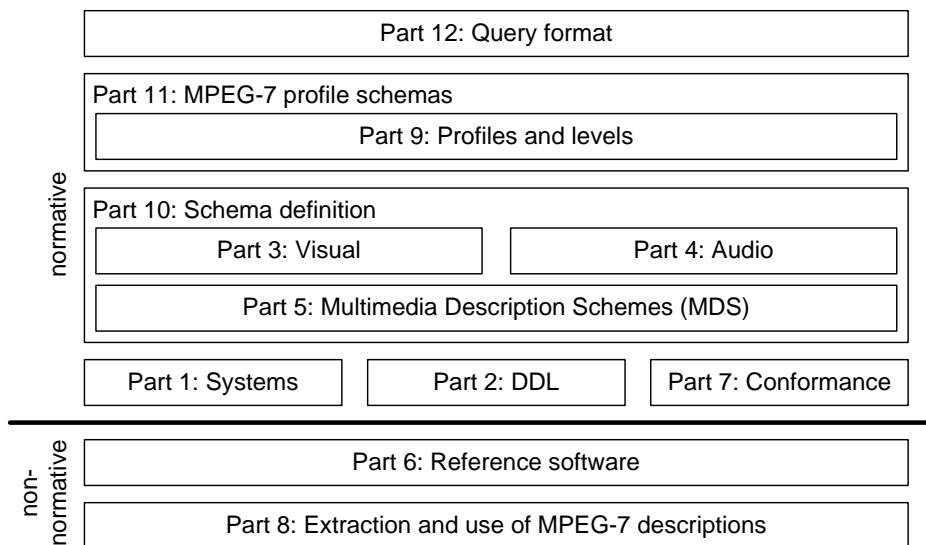 Part 12: Query format
normative
Part 11: MPEG-7 profile schemas
Part 9: Profiles and levels
Part 10: Schema definition
Part 3: Visual
Part 4: Audio
Part 5: Multimedia Description Schemes (MDS)
Part 1: Systems
Part 2: DDL
Part 7: Conformance
non-
normative
Part 6: Reference software
Part 8: Extraction and use of MPEG-7 descriptions